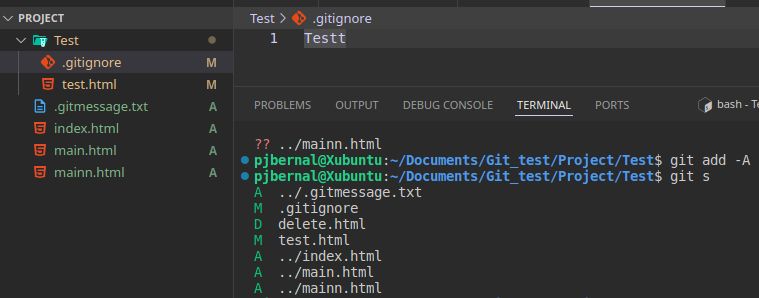 PROJECT
Test
.gitignore M
test.html M
.gitmessage.txt A
index.html A
main.html A
mainn.html A
Test > .gitignore
1 Testt
PROBLEMS OUTPUT DEBUG CONSOLE TERMINAL PORTS bash - Te
?? ../mainn.html
pjbernal@Xubuntu:~/Documents/Git_test/Project/Test$ git add -A
pjbernal@Xubuntu:~/Documents/Git_test/Project/Test$ git s
A ../.gitmessage.txt
M .gitignore
D delete.html
M test.html
A ../index.html
A ../main.html
A ../mainn.html